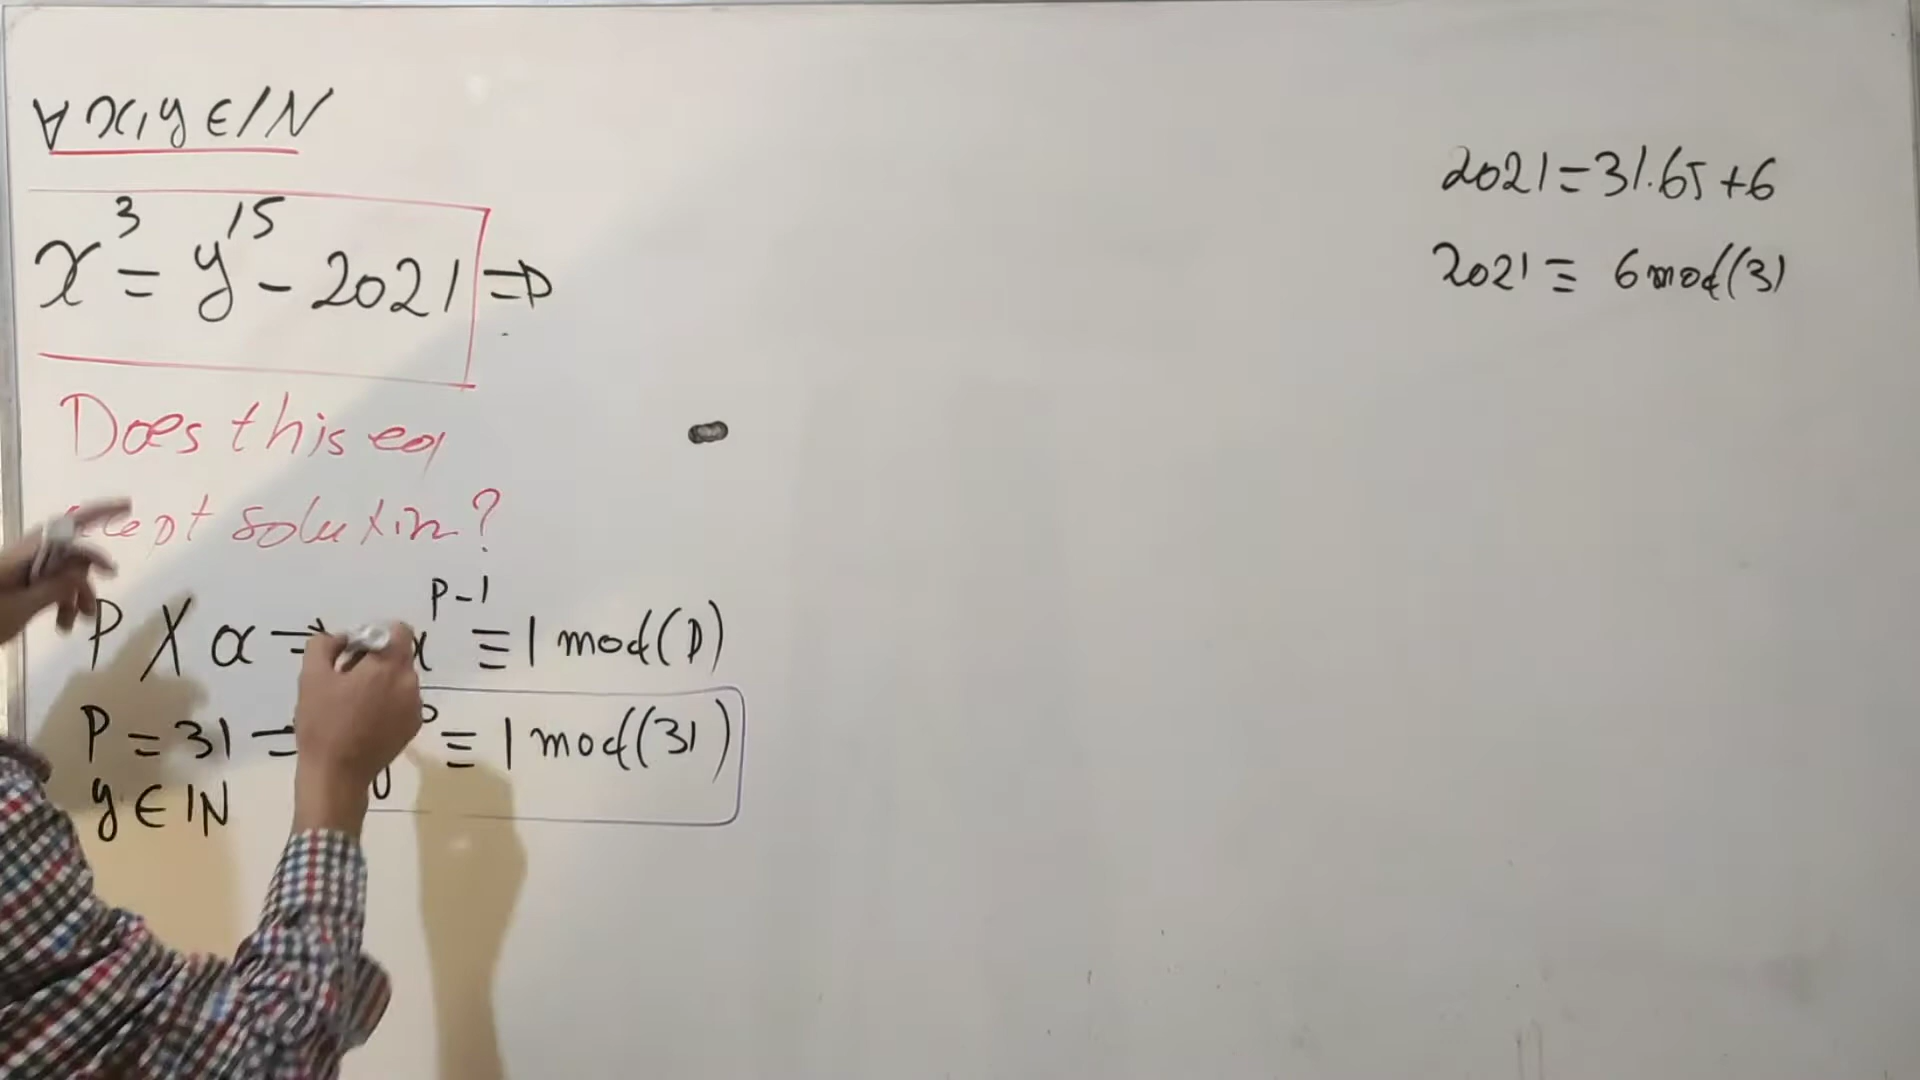 ∀ x,y ∈ IN
x³ = y¹⁵ - 2021 ⇒
Does this eq
solution?
P ∤ a ⇒ P-1 ≡ 1 mod(P)
P = 31 ≡ 1 mod(31)
y ∈ IN
2021 = 31.65 + 6
2021 ≡ 6 mod(31